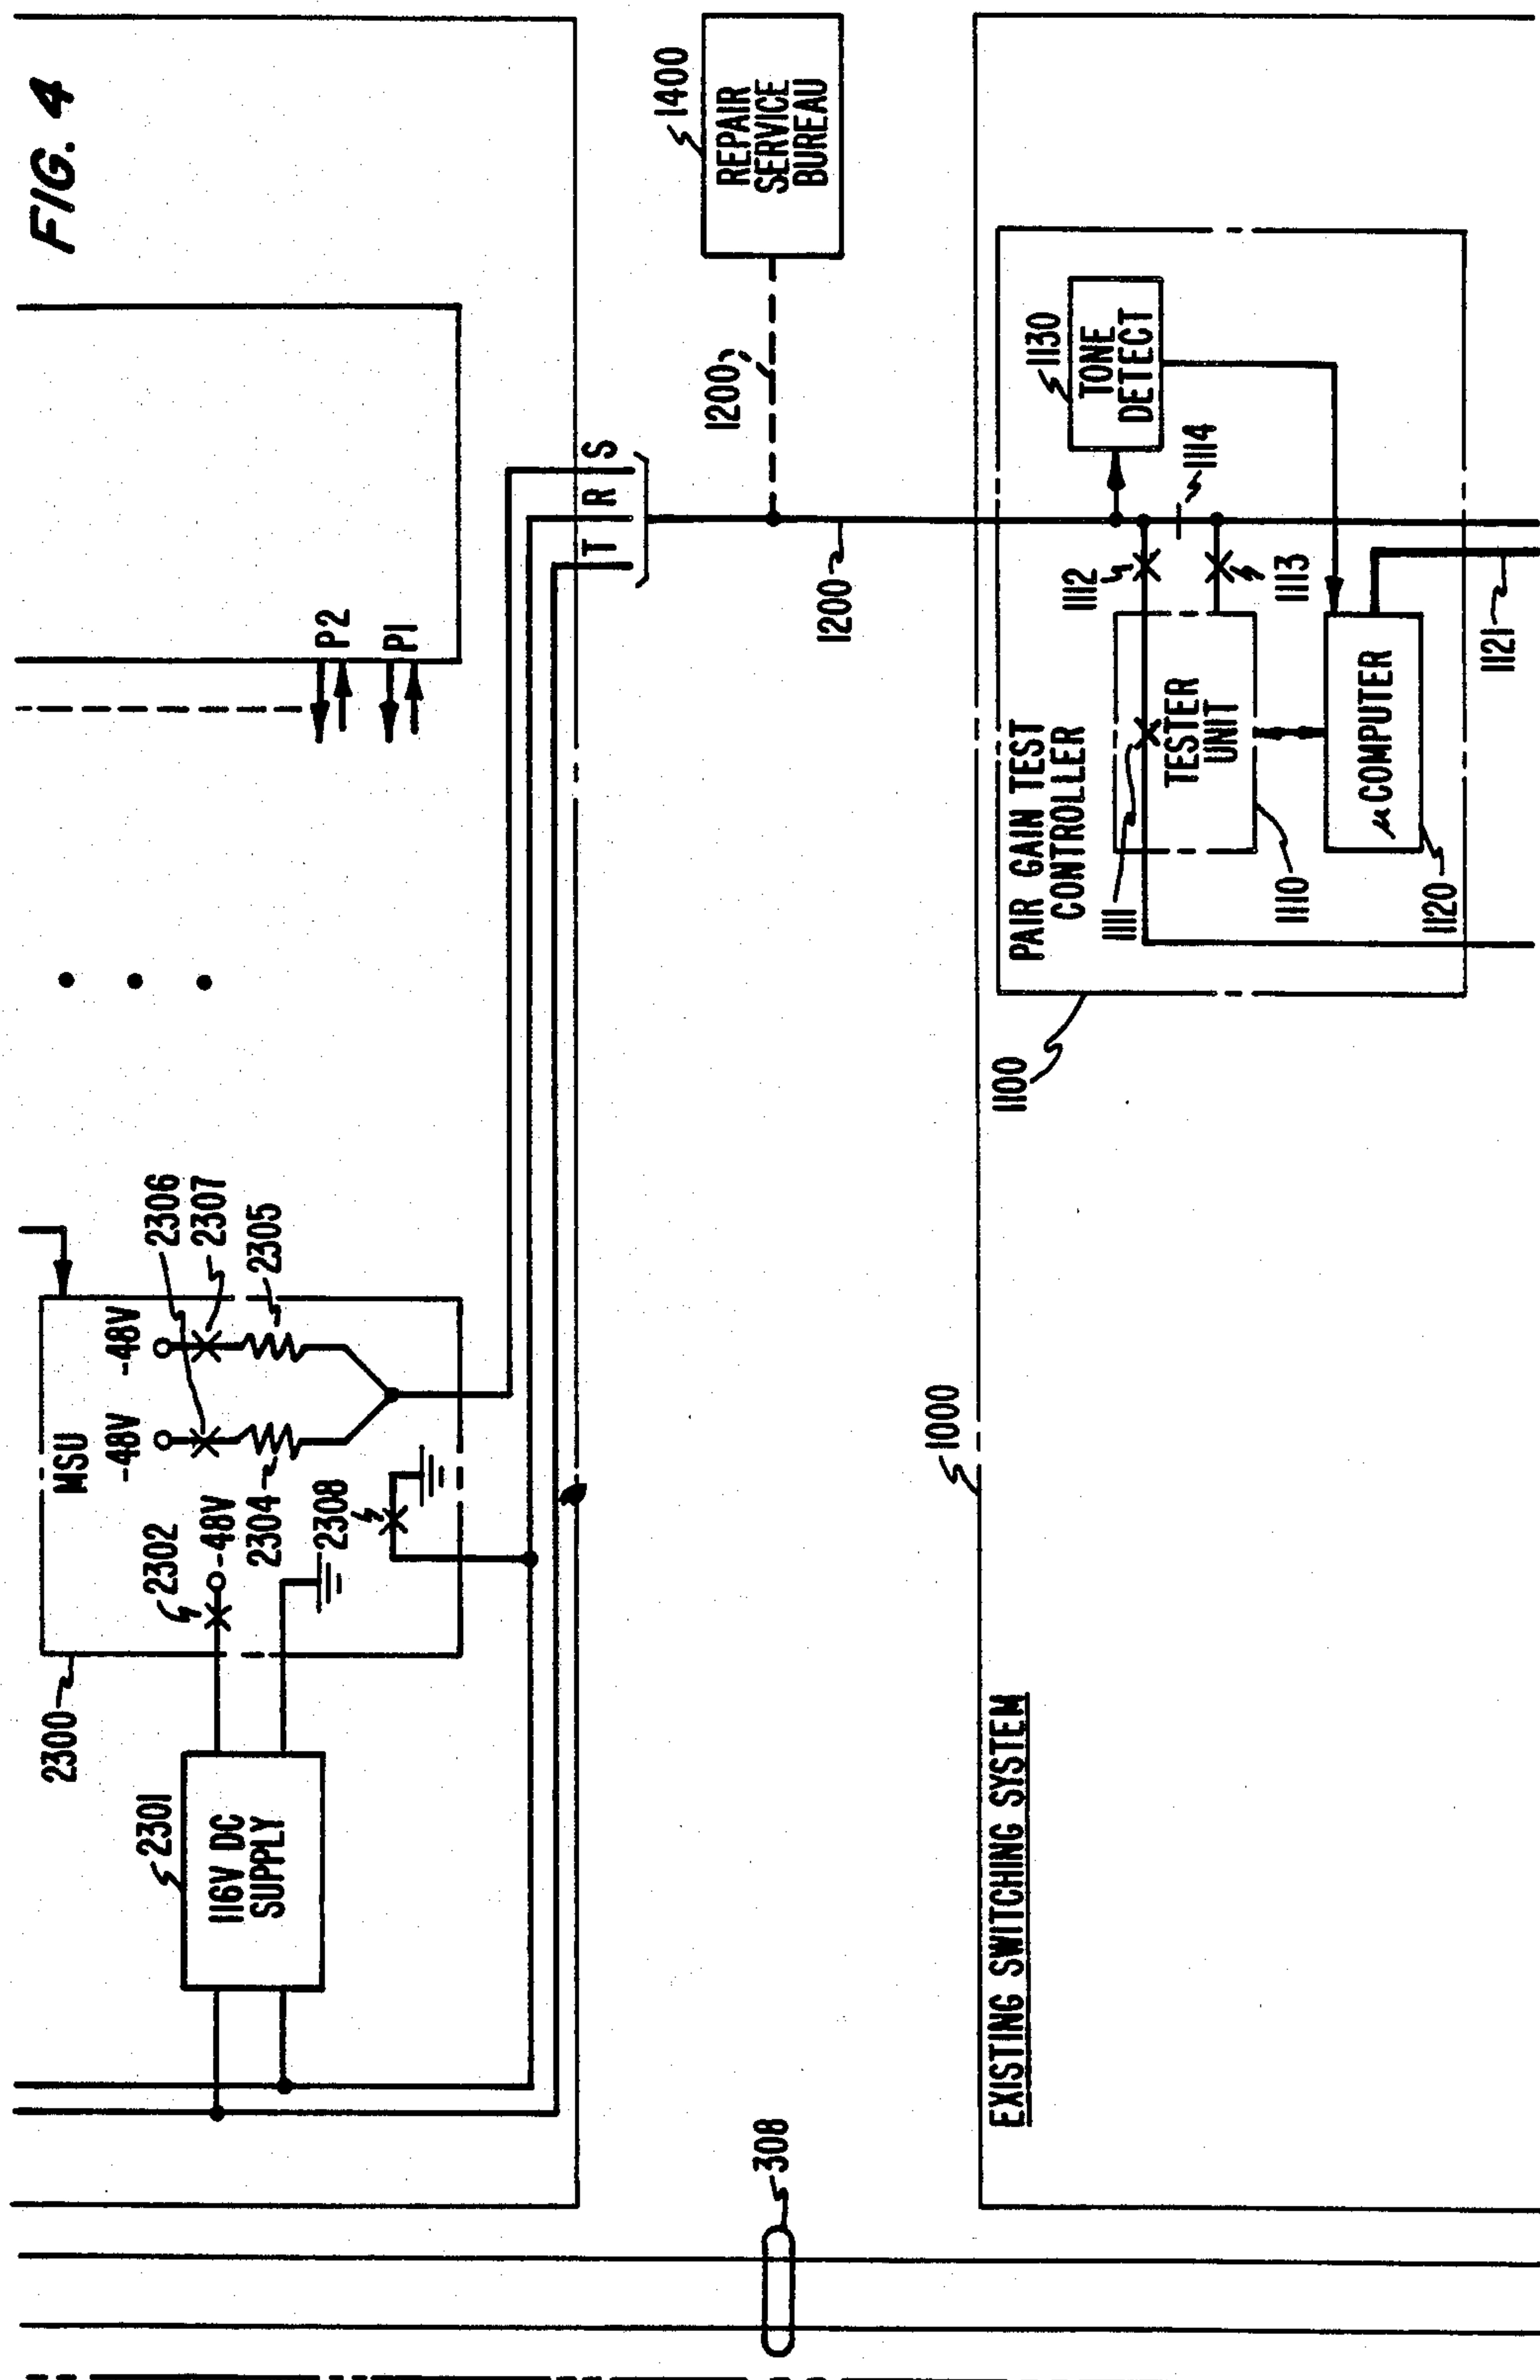 FIG. 4
2300
MSU
-48V
-48V
2306
2307
2305
2301
116V DC
SUPPLY
2302
-48V
2304
2308
P2
P1
T R S
308
1200
1200'
1400
REPAIR
SERVICE
BUREAU
1000
EXISTING SWITCHING SYSTEM
1100
PAIR GAIN TEST
CONTROLLER
1111
1112
1130
TONE
DETECT
1114
TESTER
UNIT
1110
1113
μ COMPUTER
1120
1121